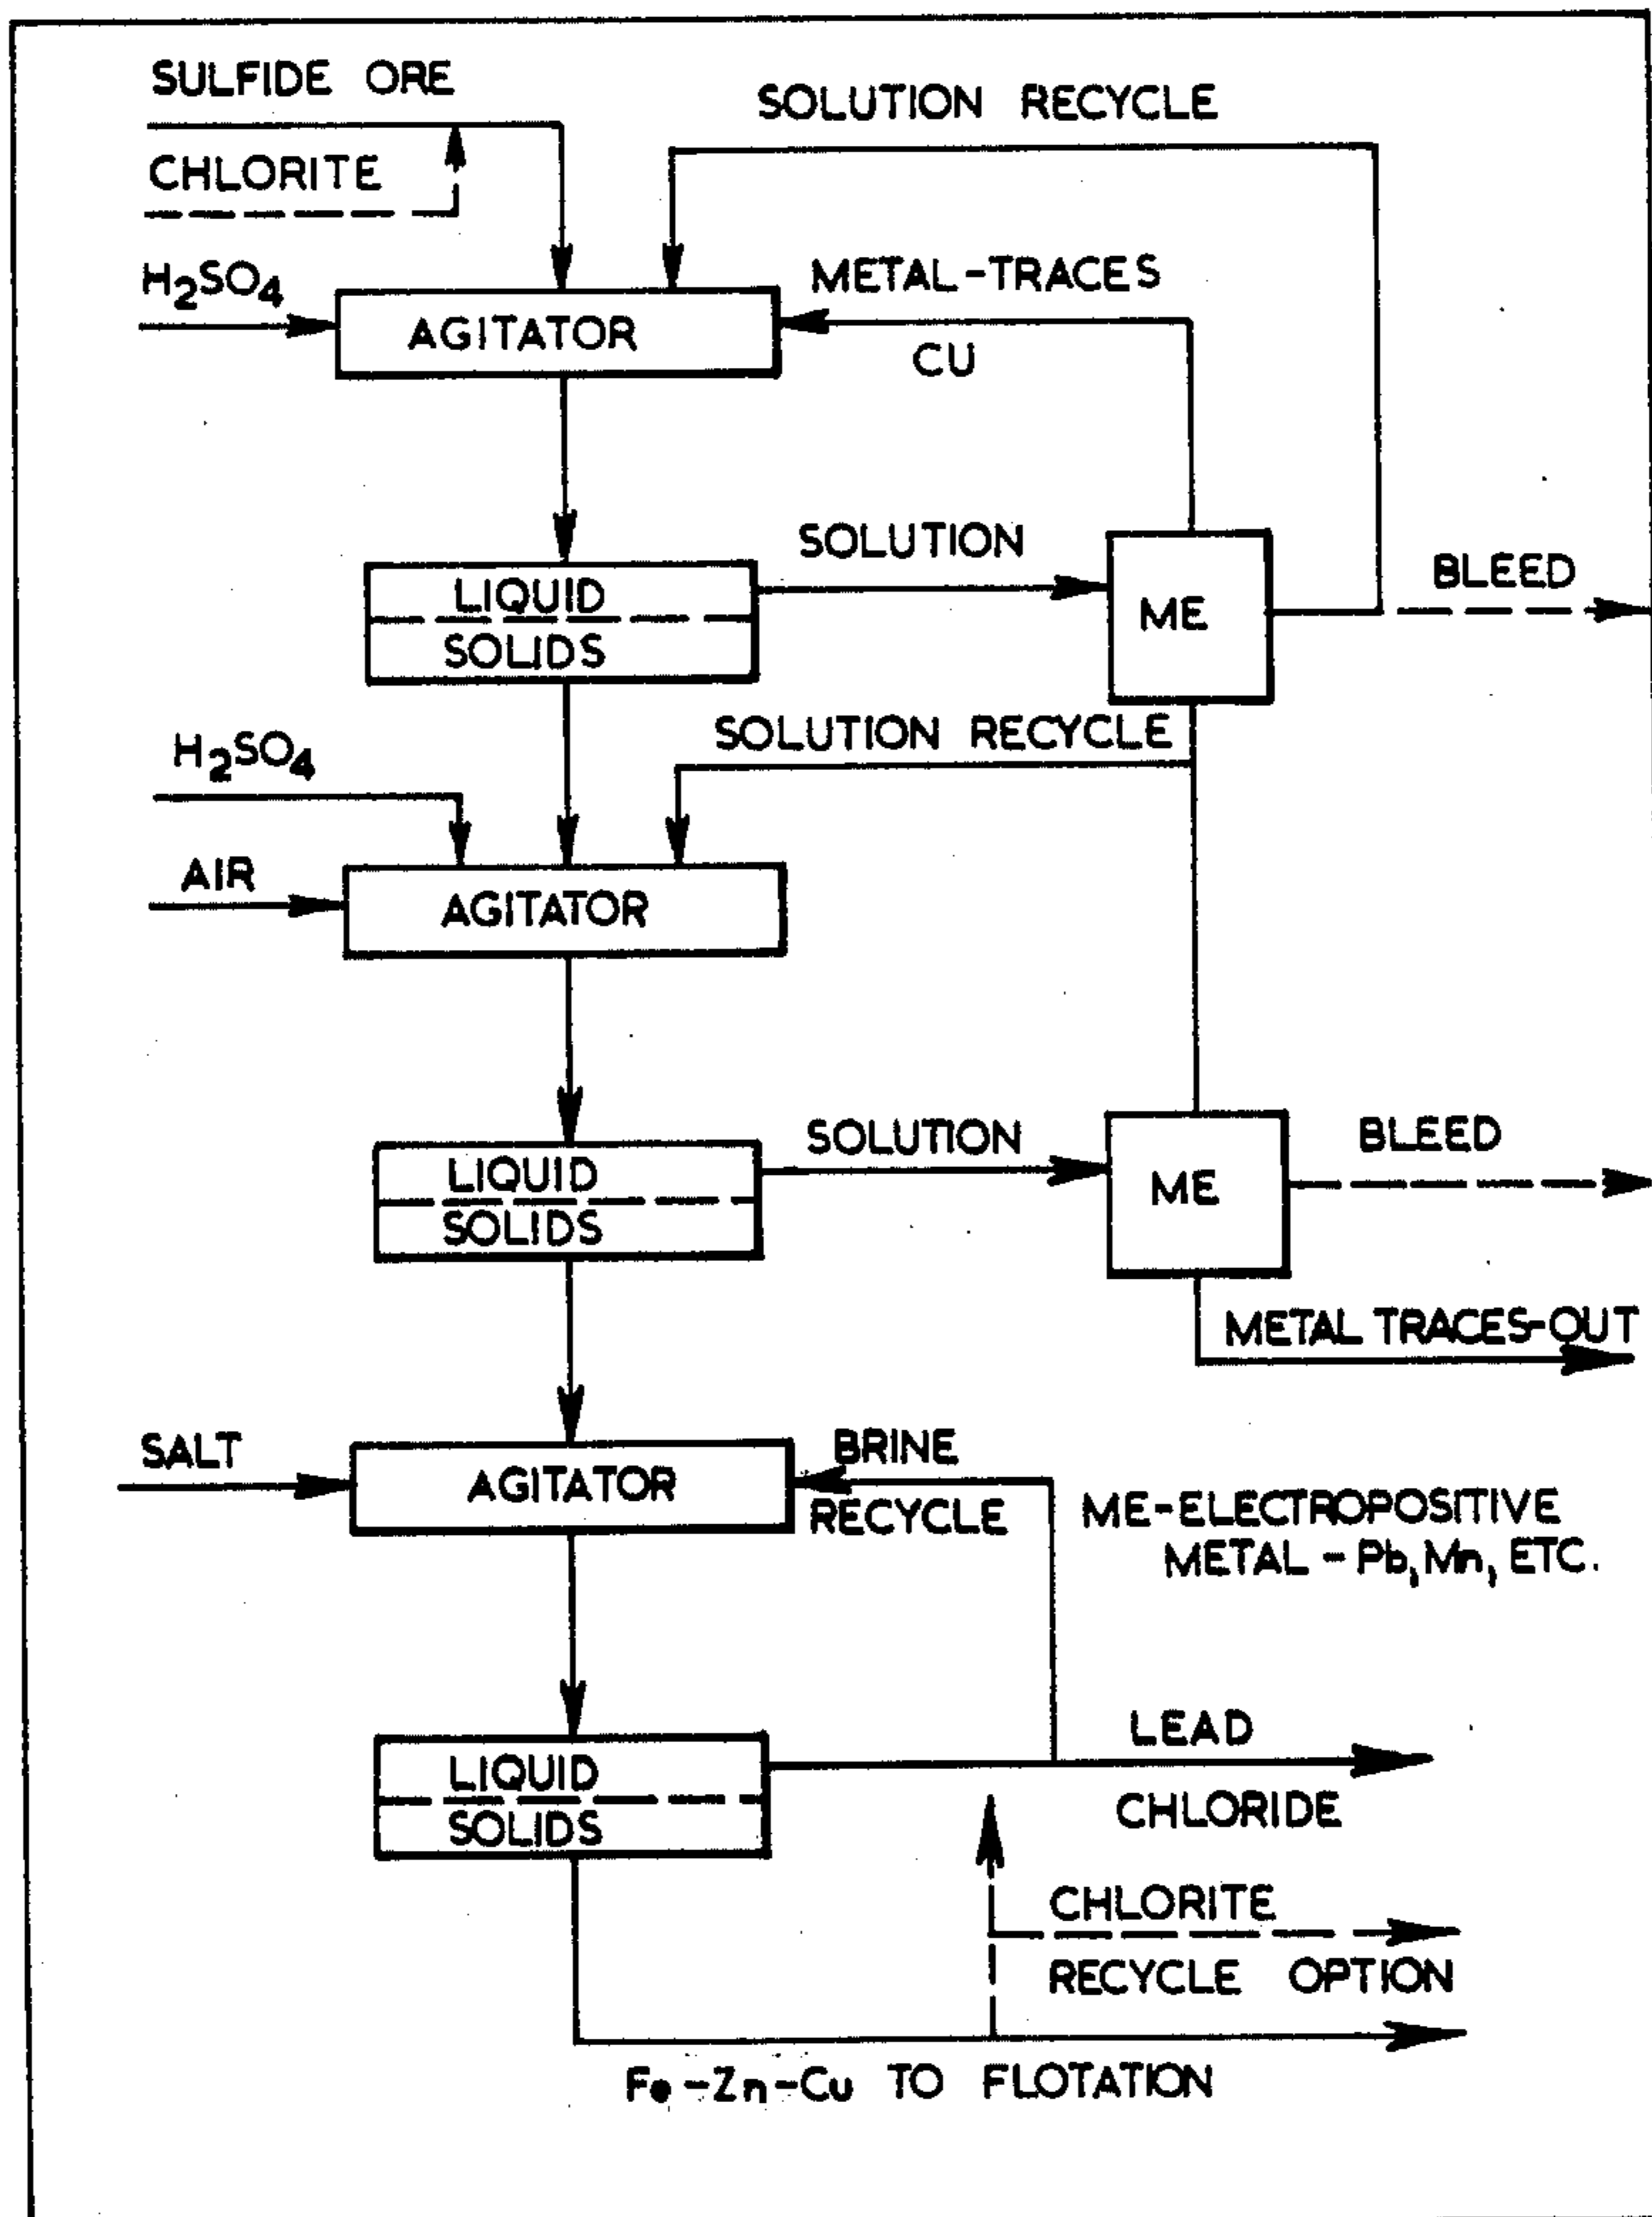 SULFIDE ORE
SOLUTION RECYCLE
CHLORITE
H₂SO₄
METAL-TRACES
AGITATOR
CU
SOLUTION
BLEED
LIQUID
ME
SOLIDS
SOLUTION RECYCLE
H₂SO₄
AIR
AGITATOR
SOLUTION
BLEED
LIQUID
ME
SOLIDS
METAL TRACES-OUT
SALT
BRINE
AGITATOR
RECYCLE
ME-ELECTROPOSITIVE
METAL - Pb, Mn, ETC.
LEAD
LIQUID
CHLORIDE
SOLIDS
CHLORITE
RECYCLE OPTION
Fe-Zn-Cu TO FLOTATION